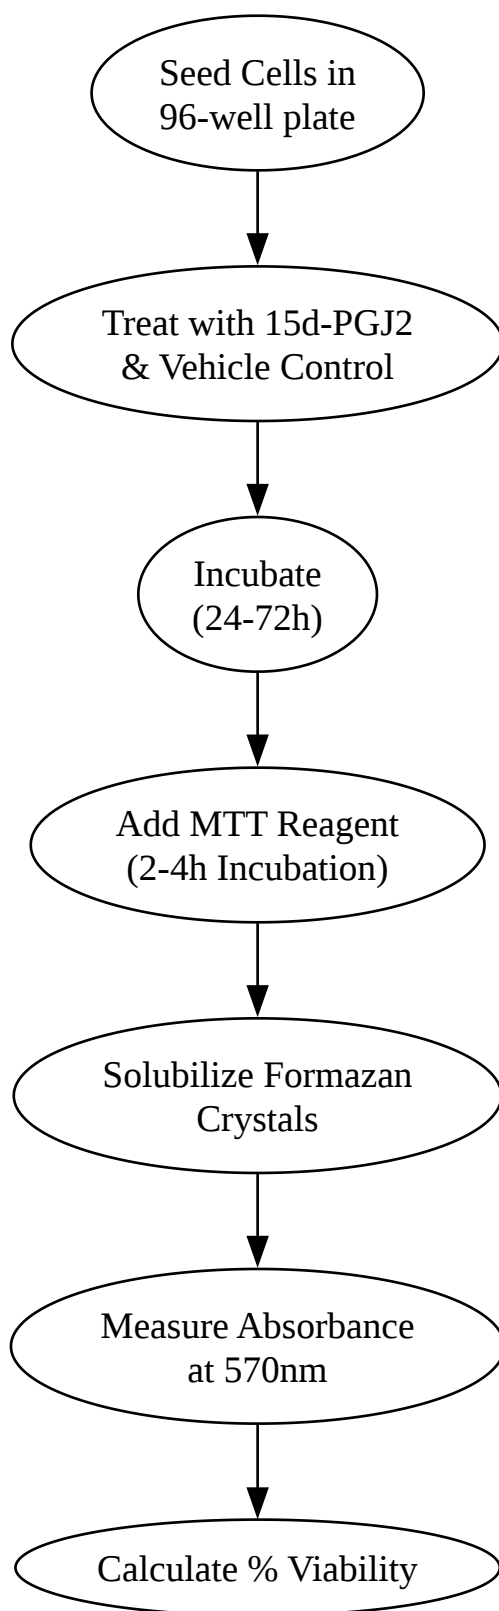 Seed Cells in
96-well plate
Treat with 15d-PGJ2
& Vehicle Control
Incubate
(24-72h)
Add MTT Reagent
(2-4h Incubation)
Solubilize Formazan
Crystals
Measure Absorbance
at 570nm
Calculate % Viability